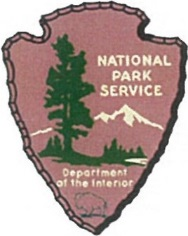 NATIONAL
PARK
SERVICE
Department
of the Interior